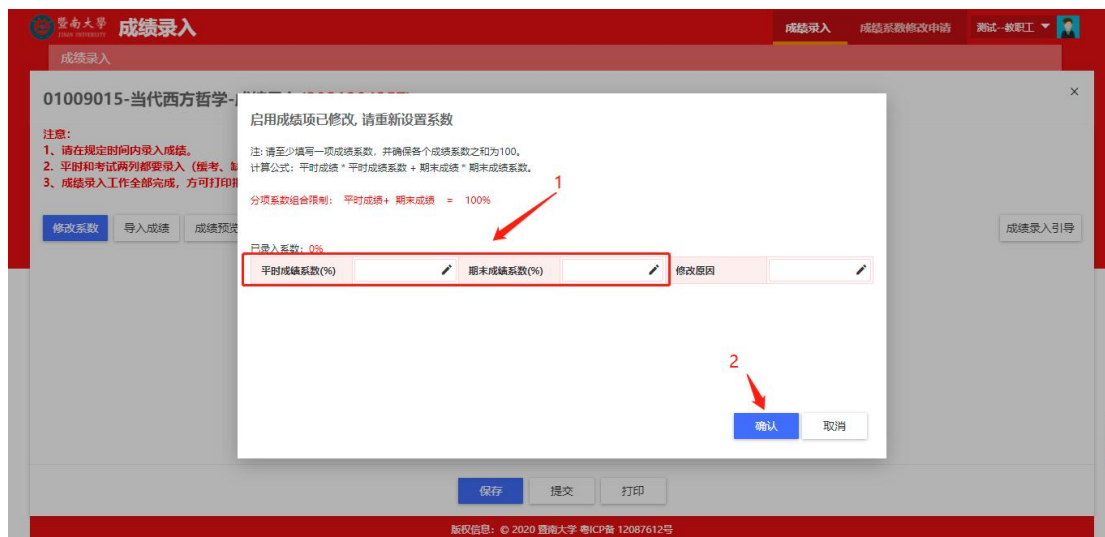 暨南大學 成绩录入 成绩录入 成绩系数修改申请 测试--教职工
JINAN UNIVERSITY
成绩录入
01009015-当代西方哲学-
×
启用成绩项已修改, 请重新设置系数
注意:
1、请在规定时间内录入成绩。
2、平时和考试两列都要录入（缓考、
3、成绩录入工作全部完成，方可打印
注: 请至少填写一项成绩系数，并确保各个成绩系数之和为100。
计算公式：平时成绩 * 平时成绩系数 + 期末成绩 * 期末成绩系数。
1
分项系数组合限制： 平时成绩+ 期末成绩 = 100%
修改系数 导入成绩 成绩预览 成绩录入引导
已录入系数: 0%
平时成绩系数(%) 期末成绩系数(%) 修改原因
2
确认 取消
保存 提交 打印
版权信息: © 2020 暨南大学 粤ICP备 12087612号